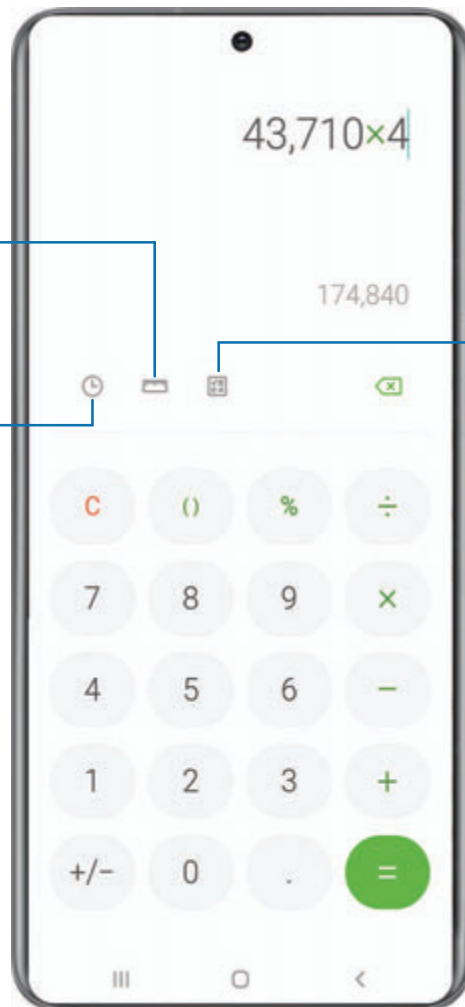 43,710×4
174,840
C () % ÷
7 8 9 ×
4 5 6 −
1 2 3 +
+/− 0 . =